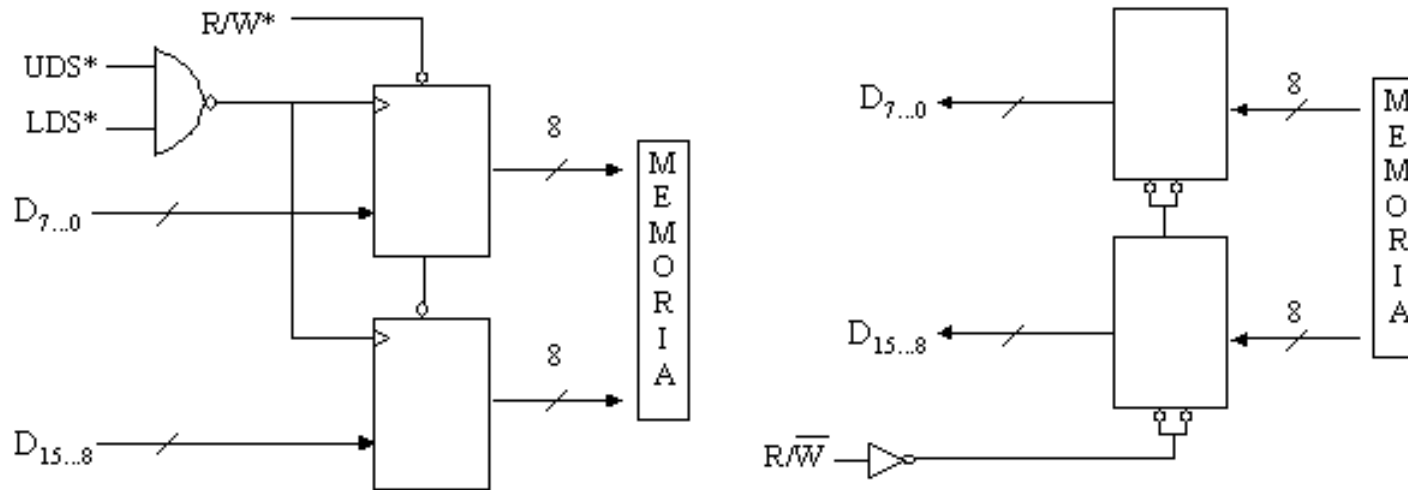 R/W*
UDS*
LDS*
D7...0
D15...8
8
8
MEMORIA
D7...0
D15...8
R/W̅
8
8
MEMORIA